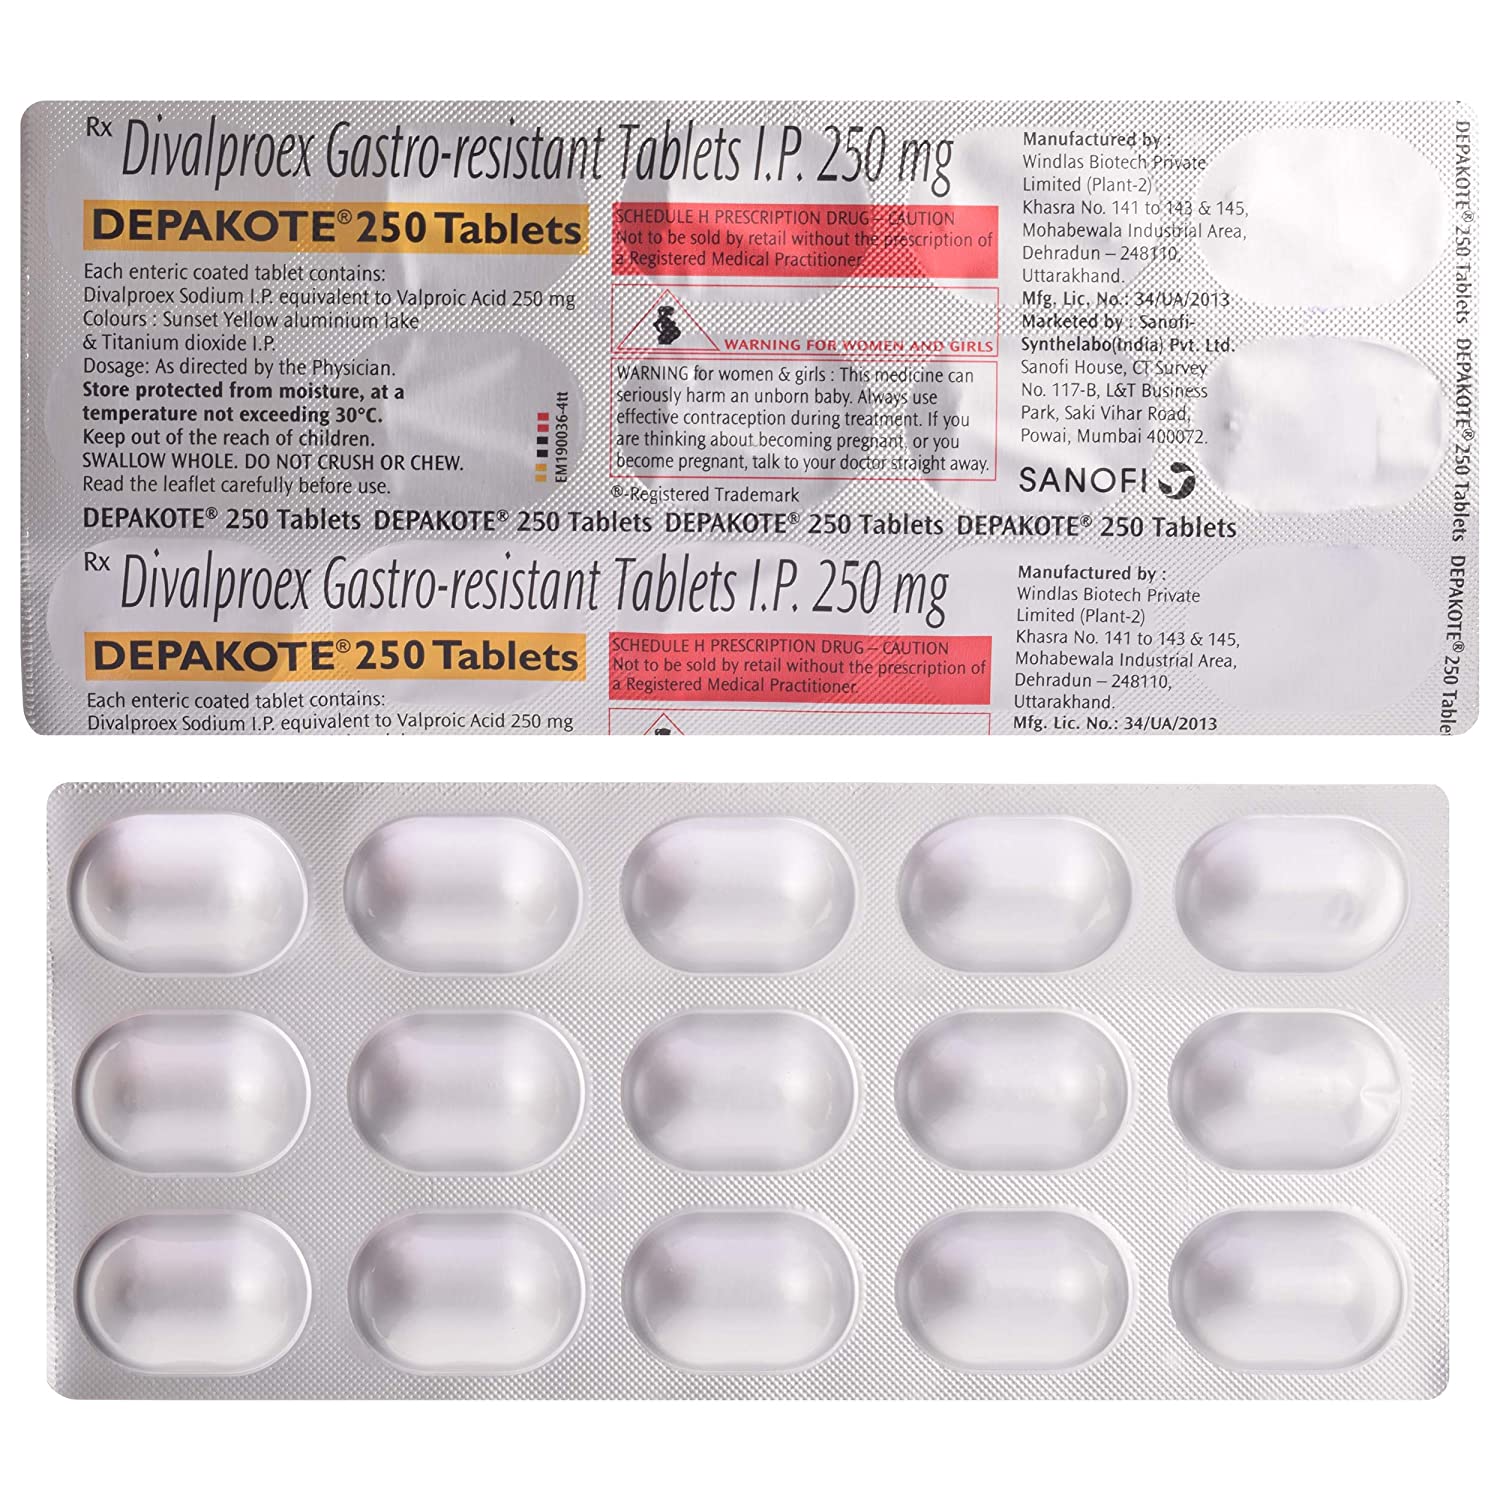 Rx Divalproex Gastro-resistant Tablets I.P. 250 mg
DEPAKOTE® 250 Tablets
Each enteric coated tablet contains:
Divalproex Sodium I.P. equivalent to Valproic Acid 250 mg
Colours : Sunset Yellow aluminium lake
& Titanium dioxide I.P.
Dosage: As directed by the Physician.
Store protected from moisture, at a
temperature not exceeding 30°C.
Keep out of the reach of children.
SWALLOW WHOLE. DO NOT CRUSH OR CHEW.
Read the leaflet carefully before use.
EM190036-4tt
SCHEDULE H PRESCRIPTION DRUG – CAUTION
Not to be sold by retail without the prescription of
a Registered Medical Practitioner.
WARNING FOR WOMEN AND GIRLS
WARNING for women & girls : This medicine can
seriously harm an unborn baby. Always use
effective contraception during treatment. If you
are thinking about becoming pregnant, or you
become pregnant, talk to your doctor straight away.
®-Registered Trademark
Manufactured by :
Windlas Biotech Private
Limited (Plant-2)
Khasra No. 141 to 143 & 145,
Mohabewala Industrial Area,
Dehradun – 248110,
Uttarakhand.
Mfg. Lic. No.: 34/UA/2013
Marketed by : Sanofi-
Synthelabo(India) Pvt. Ltd.
Sanofi House, CT Survey
No. 117-B, L&T Business
Park, Saki Vihar Road,
Powai, Mumbai 400072.
SANOFI
DEPAKOTE® 250 Tablets DEPAKOTE® 250 Tablets DEPAKOTE® 250 Tablets DEPAKOTE® 250 Tablets
Rx Divalproex Gastro-resistant Tablets I.P. 250 mg
DEPAKOTE® 250 Tablets
Each enteric coated tablet contains:
Divalproex Sodium I.P. equivalent to Valproic Acid 250 mg
SCHEDULE H PRESCRIPTION DRUG – CAUTION
Not to be sold by retail without the prescription of
a Registered Medical Practitioner.
Manufactured by :
Windlas Biotech Private
Limited (Plant-2)
Khasra No. 141 to 143 & 145,
Mohabewala Industrial Area,
Dehradun – 248110,
Uttarakhand.
Mfg. Lic. No.: 34/UA/2013
DEPAKOTE® 250 Tablets DEPAKOTE® 250 Tablets DEPAKOTE® 250 Tablet